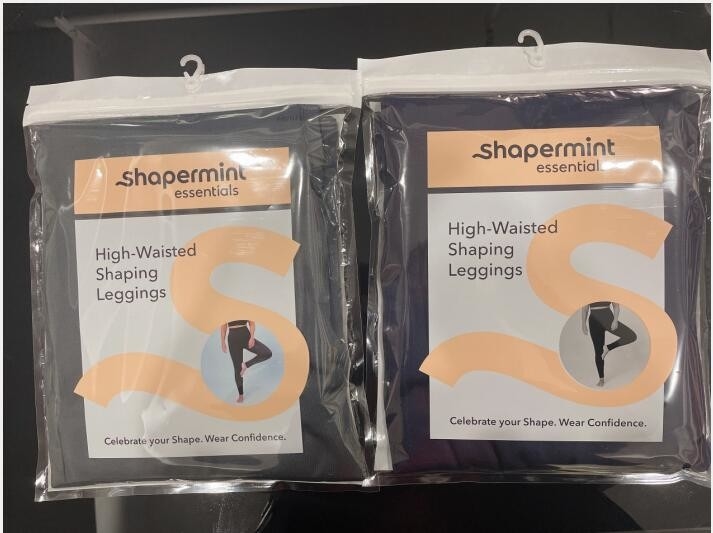 Shapermint
essentials
High-Waisted
Shaping
Leggings
Celebrate your Shape. Wear Confidence.
Shapermint
essential
High-Waisted
Shaping
Leggings
Celebrate your Shape. Wear Confidence.